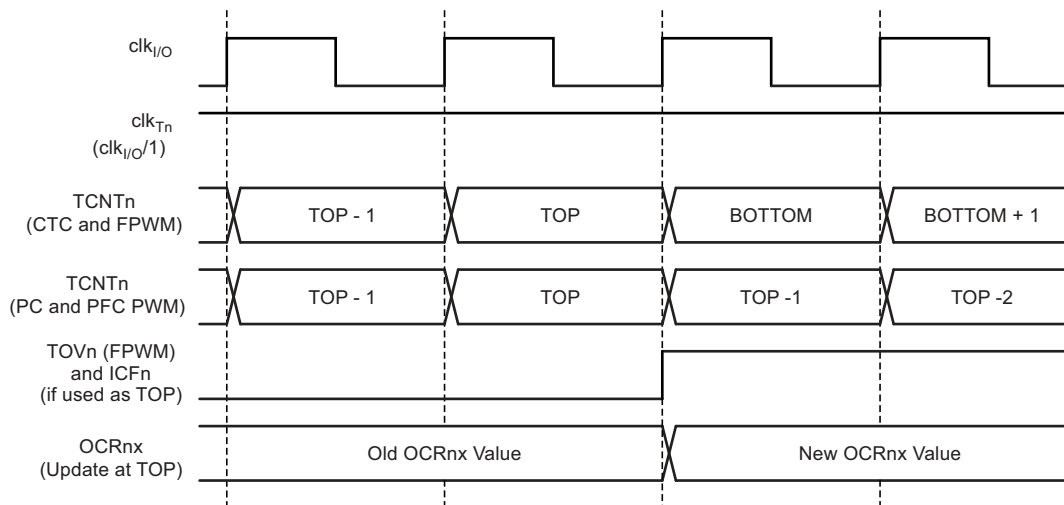 clkI/O
clkTn
(clkI/O/1)
TCNTn
(CTC and FPWM)
TOP - 1
TOP
BOTTOM
BOTTOM + 1
TCNTn
(PC and PFC PWM)
TOP - 1
TOP
TOP -1
TOP -2
TOVn (FPWM)
and ICFn
(if used as TOP)
OCRnx
(Update at TOP)
Old OCRnx Value
New OCRnx Value